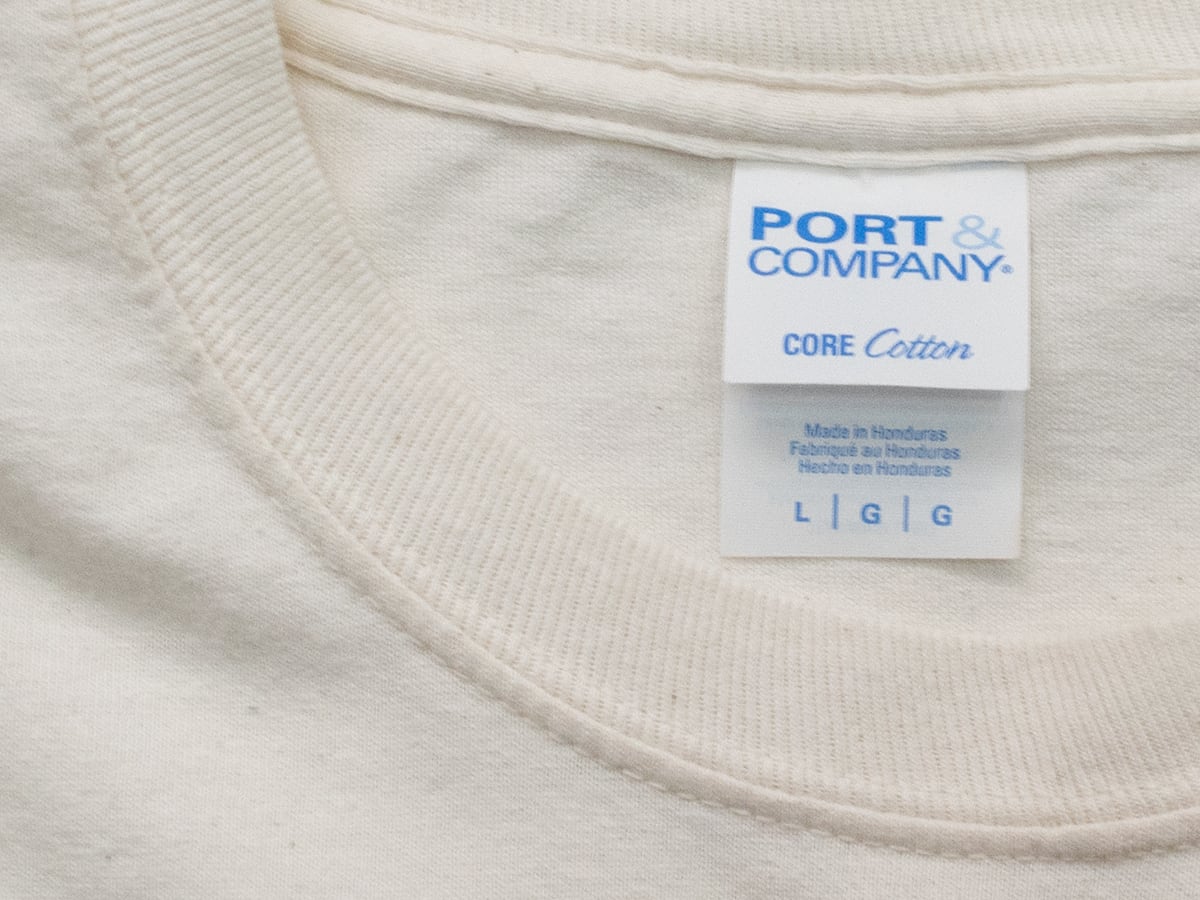 PORT &
COMPANY®
CORE Cotton
Made in Honduras
Fabriqué au Honduras
Hecho en Honduras
L | G | G